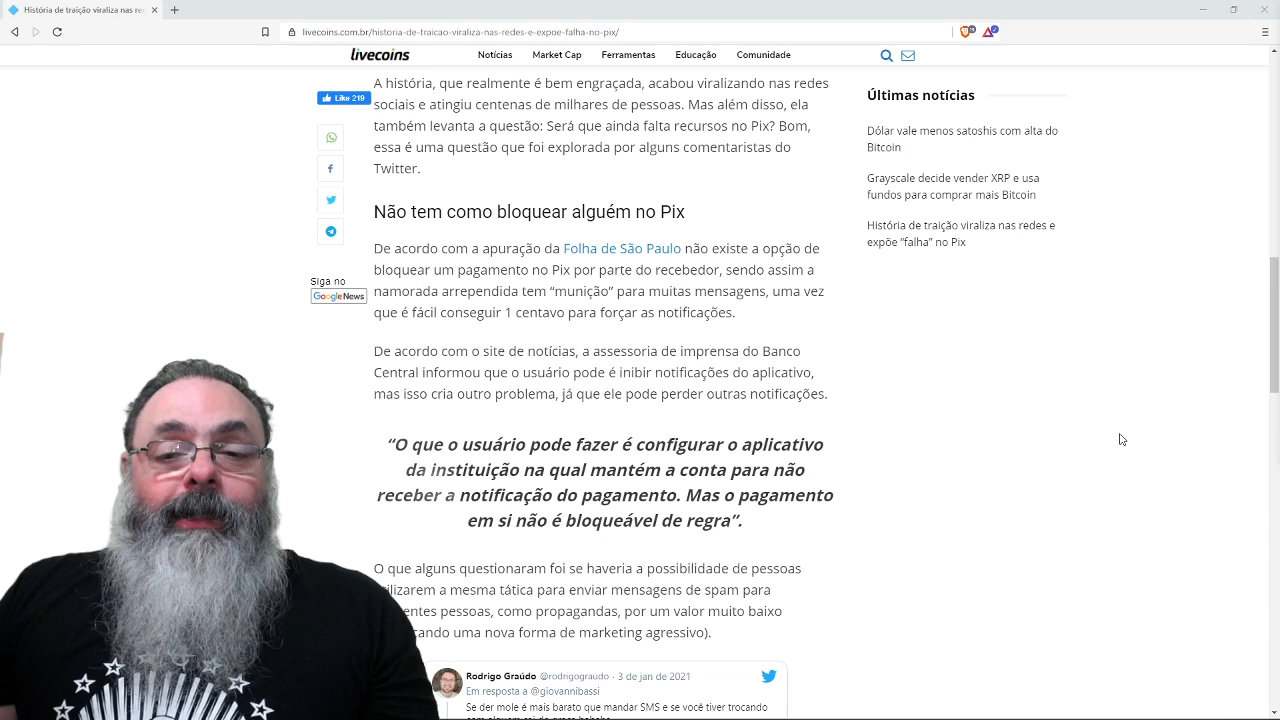 História de traição viraliza nas rec
livecoins.com.br/historia-de-traicao-viraliza-nas-redes-e-expoe-falha-no-pix/
livecoins
Notícias
Market Cap
Ferramentas
Educação
Comunidade
Like 219
A história, que realmente é bem engraçada, acabou viralizando nas redes
sociais e atingiu centenas de milhares de pessoas. Mas além disso, ela
também levanta a questão: Será que ainda falta recursos no Pix? Bom,
essa é uma questão que foi explorada por alguns comentaristas do
Twitter.
Não tem como bloquear alguém no Pix
De acordo com a apuração da Folha de São Paulo não existe a opção de
bloquear um pagamento no Pix por parte do recebedor, sendo assim a
namorada arrependida tem “munição” para muitas mensagens, uma vez
que é fácil conseguir 1 centavo para forçar as notificações.
Siga no
Google News
De acordo com o site de notícias, a assessoria de imprensa do Banco
Central informou que o usuário pode é inibir notificações do aplicativo,
mas isso cria outro problema, já que ele pode perder outras notificações.
“O que o usuário pode fazer é configurar o aplicativo
da instituição na qual mantém a conta para não
receber a notificação do pagamento. Mas o pagamento
em si não é bloqueável de regra”.
O que alguns questionaram foi se haveria a possibilidade de pessoas
ilizarem a mesma tática para enviar mensagens de spam para
entes pessoas, como propagandas, por um valor muito baixo
tando uma nova forma de marketing agressivo).
Rodrigo Graúdo @rodrigograudo · 3 de jan de 2021
Em resposta a @giovannibassi
Se der mole é mais barato que mandar SMS e se você tiver trocando
Últimas notícias
Dólar vale menos satoshis com alta do
Bitcoin
Grayscale decide vender XRP e usa
fundos para comprar mais Bitcoin
História de traição viraliza nas redes e
expõe “falha” no Pix